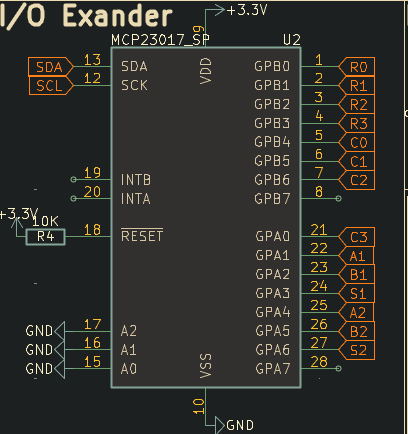 I/O Exander
+3.3V
MCP23017_SP U2
9
VDD
SDA 13 SDA GPB0 1 R0
SCL 12 SCK GPB1 2 R1
GPB2 3 R2
GPB3 4 R3
GPB4 5 C0
GPB5 6 C1
19 INTB GPB6 7 C2
20 INTA GPB7 8
+3.3V
10K
R4 18 RESET GPA0 21 C3
GPA1 22 A1
GPA2 23 B1
GPA3 24 S1
GPA4 25 A2
GND 17 A2 GPA5 26 B2
GND 16 A1 GPA6 27 S2
GND 15 A0 GPA7 28
VSS
10
GND